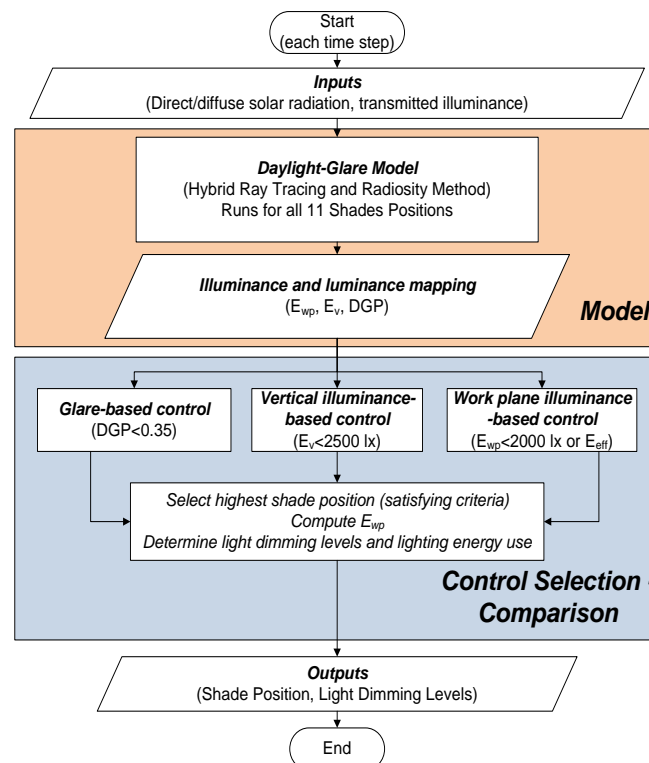 Start
(each time step)
Inputs
(Direct/diffuse solar radiation, transmitted illuminance)
Daylight-Glare Model
(Hybrid Ray Tracing and Radiosity Method)
Runs for all 11 Shades Positions
Illuminance and luminance mapping
(Ewp, Ev, DGP)
Model
Glare-based control
(DGP<0.35)
Vertical illuminance-
based control
(Ev<2500 lx)
Work plane illuminance
-based control
(Ewp<2000 lx or Eeff)
Select highest shade position (satisfying criteria)
Compute Ewp
Determine light dimming levels and lighting energy use
Control Selection -
Comparison
Outputs
(Shade Position, Light Dimming Levels)
End